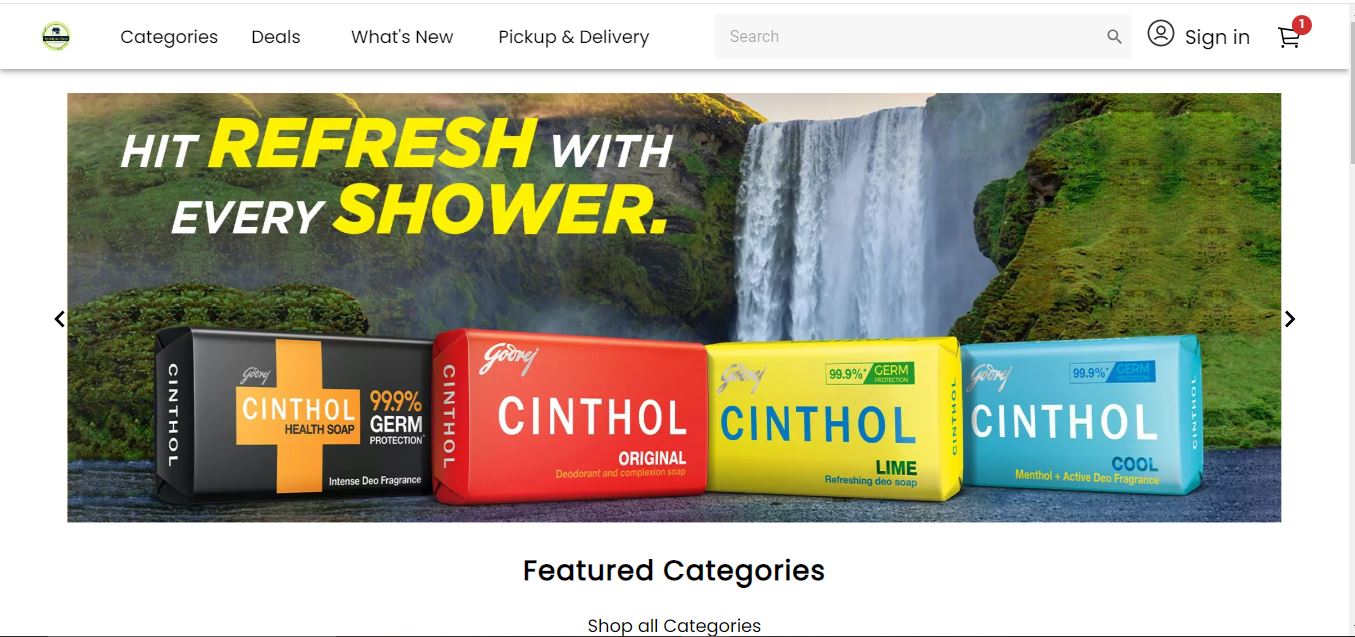 Categories
Deals
What's New
Pickup & Delivery
Search
Sign in
1
HIT REFRESH WITH
EVERY SHOWER.
CINTHOL
Godrej
CINTHOL
HEALTH SOAP
99.9%
GERM
PROTECTION
Intense Deo Fragrance
CINTHOL
Godrej
CINTHOL
ORIGINAL
Deodorant and complexion soap
Godrej
99.9%* GERM
PROTECTION
CINTHOL
LIME
Refreshing deo soap
CINTHOL
Godrej
99.9%* GERM
PROTECTION
CINTHOL
COOL
Menthol + Active Deo Fragrance
CINTHOL
Featured Categories
Shop all Categories